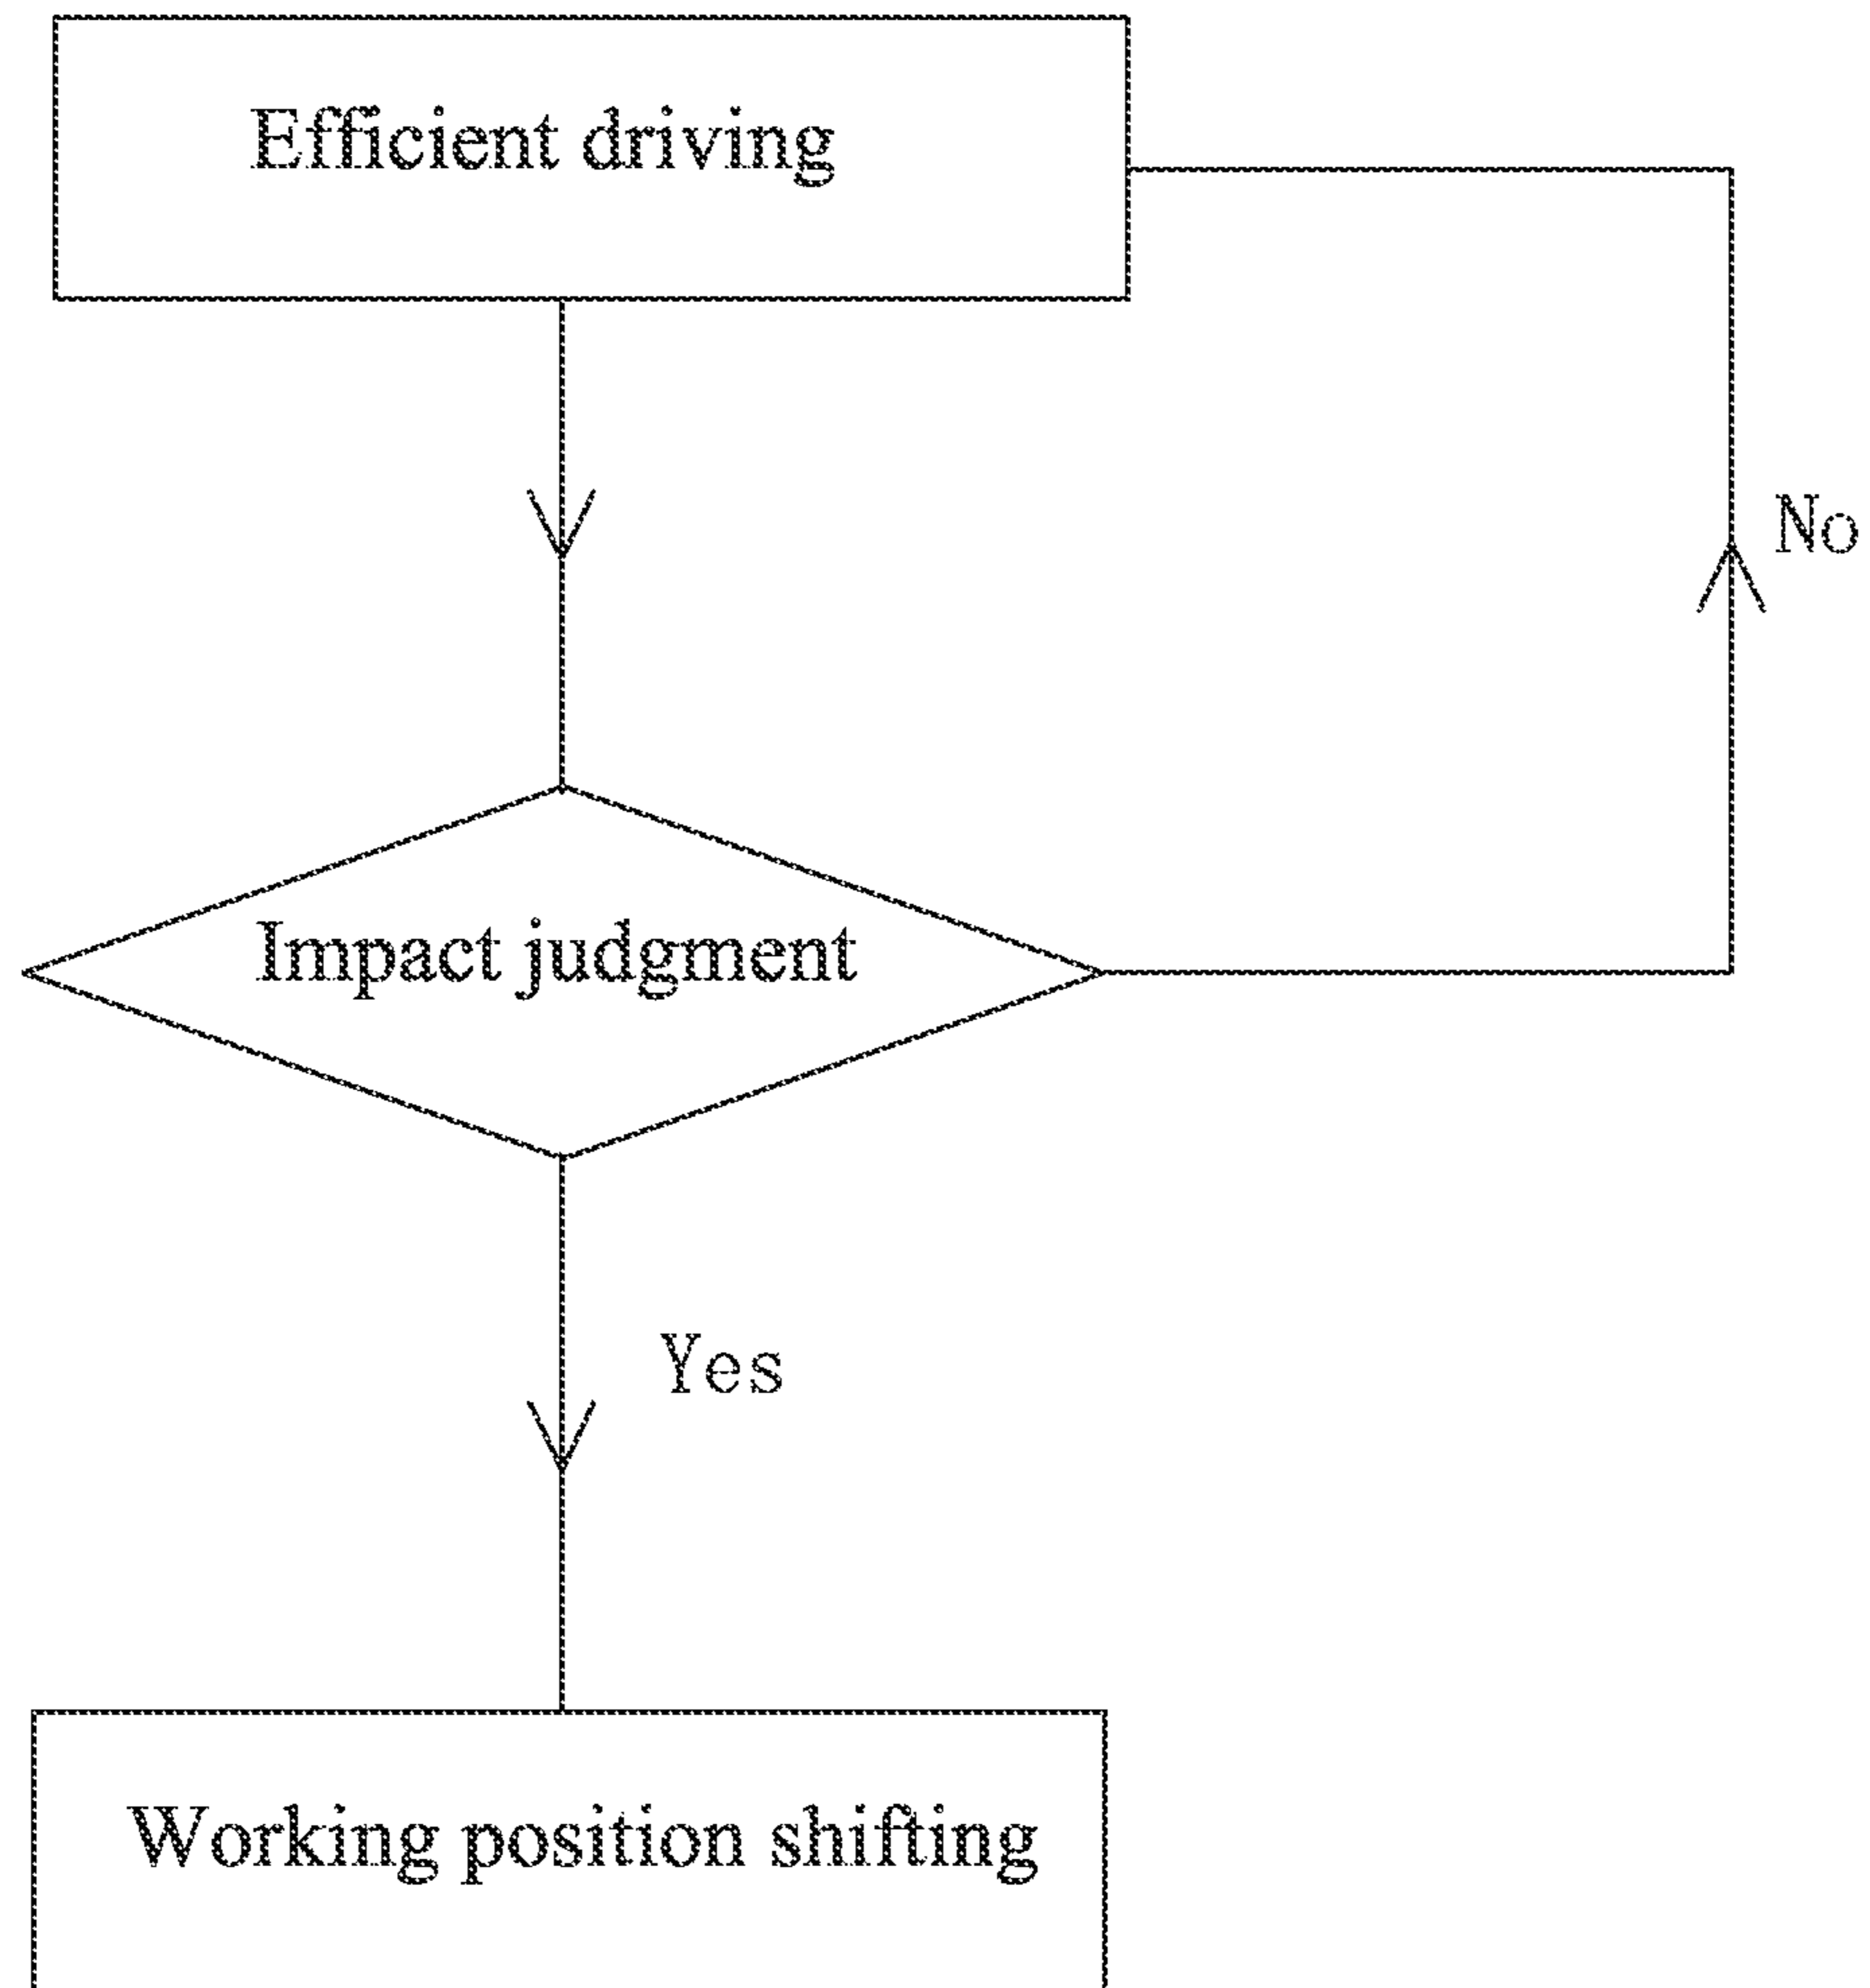 Efficient driving
No
Impact judgment
Yes
Working position shifting